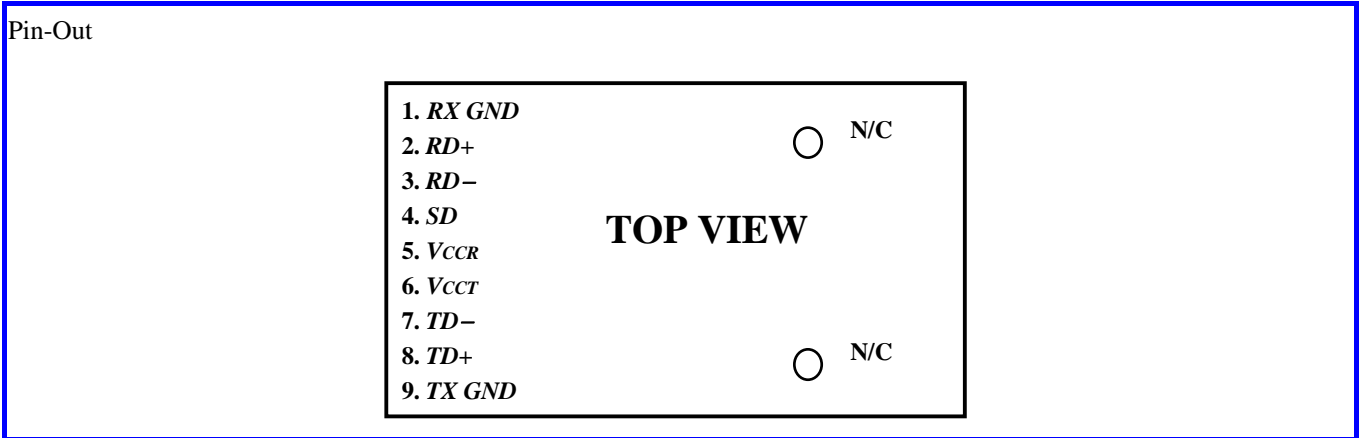 Pin-Out
1. RX GND
N/C
2. RD+
3. RD−
4. SD
TOP VIEW
5. VCCR
6. VCCT
7. TD−
8. TD+
N/C
9. TX GND